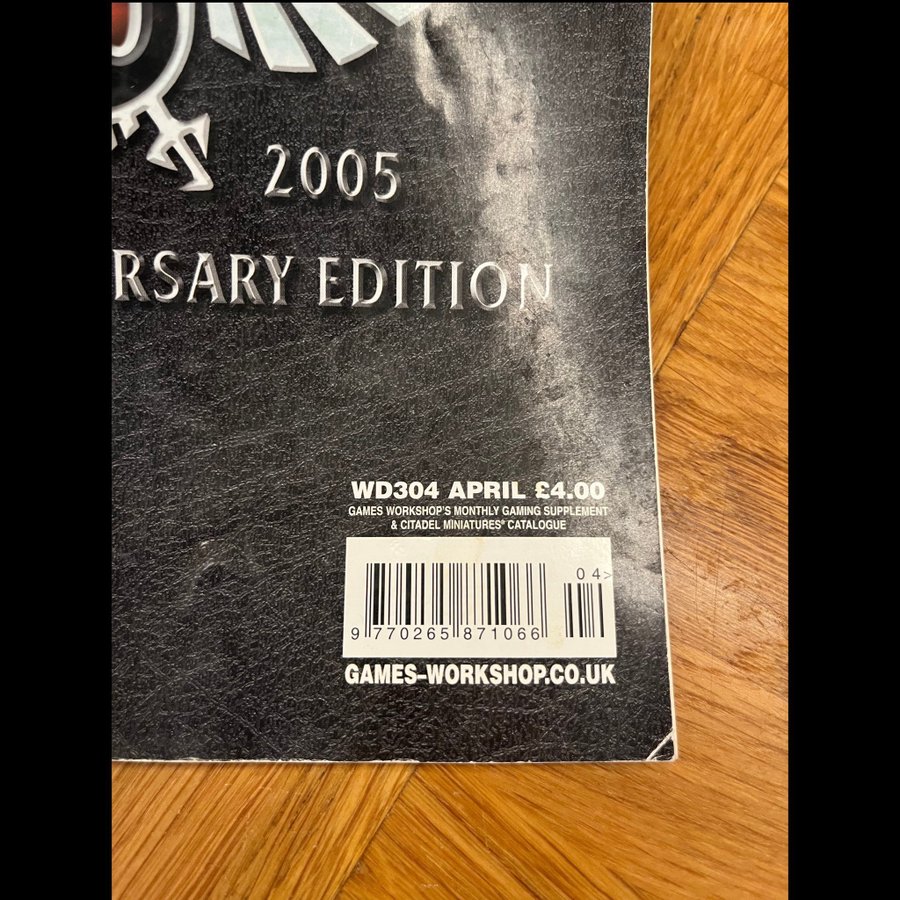 2005
RSARY EDITION
WD304 APRIL £4.00
GAMES WORKSHOP'S MONTHLY GAMING SUPPLEMENT
& CITADEL MINIATURES® CATALOGUE
04>
9 770265 871066
GAMES-WORKSHOP.CO.UK